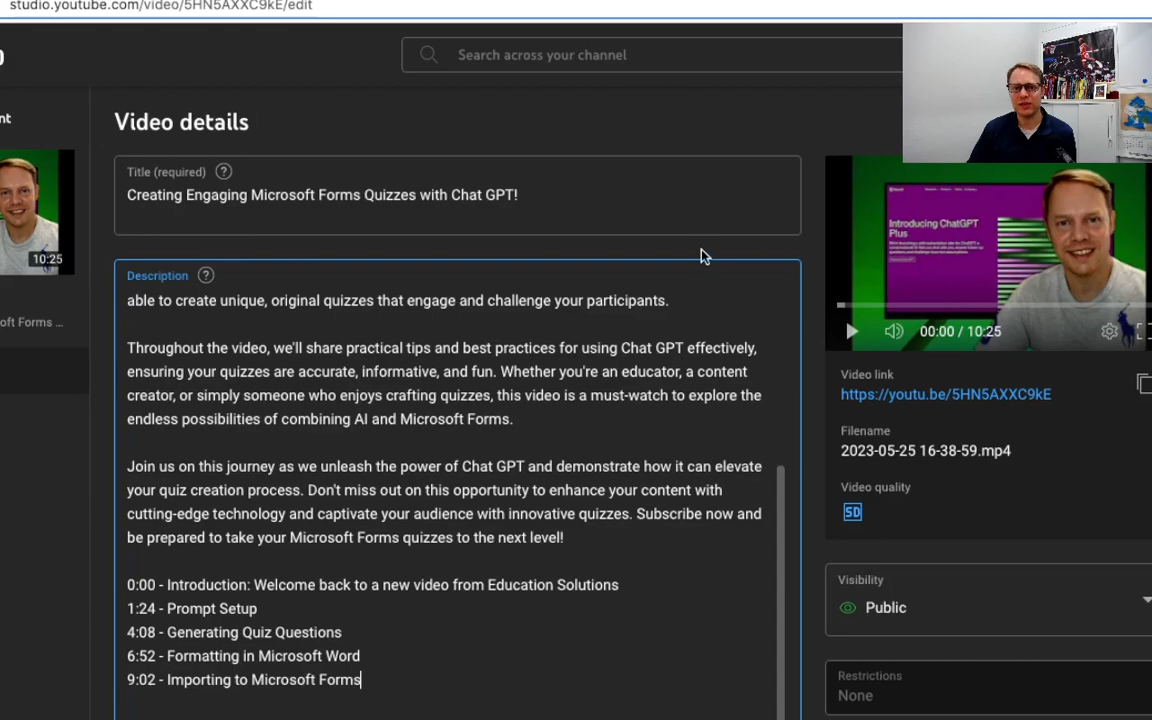 studio.youtube.com/video/5HN5AXXC9kE/edit
Search across your channel
nt
Video details
Title (required) ?
Creating Engaging Microsoft Forms Quizzes with Chat GPT!
10:25
oft Forms ...
Description ?
able to create unique, original quizzes that engage and challenge your participants.
Throughout the video, we'll share practical tips and best practices for using Chat GPT effectively,
ensuring your quizzes are accurate, informative, and fun. Whether you're an educator, a content
creator, or simply someone who enjoys crafting quizzes, this video is a must-watch to explore the
endless possibilities of combining AI and Microsoft Forms.
Join us on this journey as we unleash the power of Chat GPT and demonstrate how it can elevate
your quiz creation process. Don't miss out on this opportunity to enhance your content with
cutting-edge technology and captivate your audience with innovative quizzes. Subscribe now and
be prepared to take your Microsoft Forms quizzes to the next level!
0:00 - Introduction: Welcome back to a new video from Education Solutions
1:24 - Prompt Setup
4:08 - Generating Quiz Questions
6:52 - Formatting in Microsoft Word
9:02 - Importing to Microsoft Forms
Introducing ChatGPT
Plus
00:00 / 10:25
Video link
https://youtu.be/5HN5AXXC9kE
Filename
2023-05-25 16-38-59.mp4
Video quality
SD
Visibility
Public
Restrictions
None